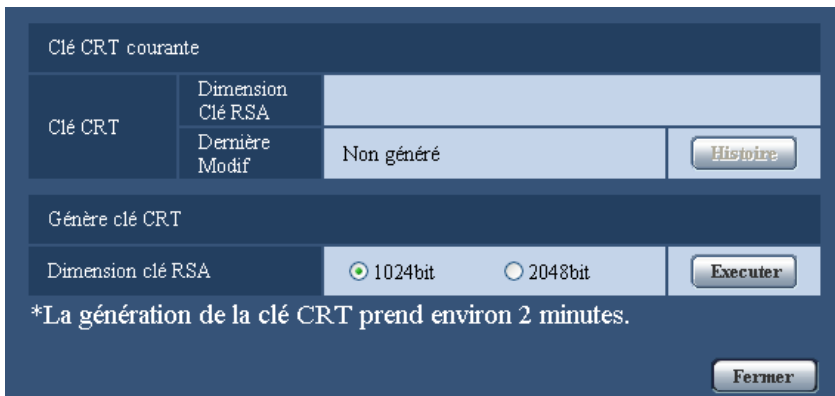 Clé CRT courante
Clé CRT
Dimension
Clé RSA
Dernière
Modif
Non généré
Histoire
Génère clé CRT
Dimension clé RSA
1024bit
2048bit
Executer
*La génération de la clé CRT prend environ 2 minutes.
Fermer